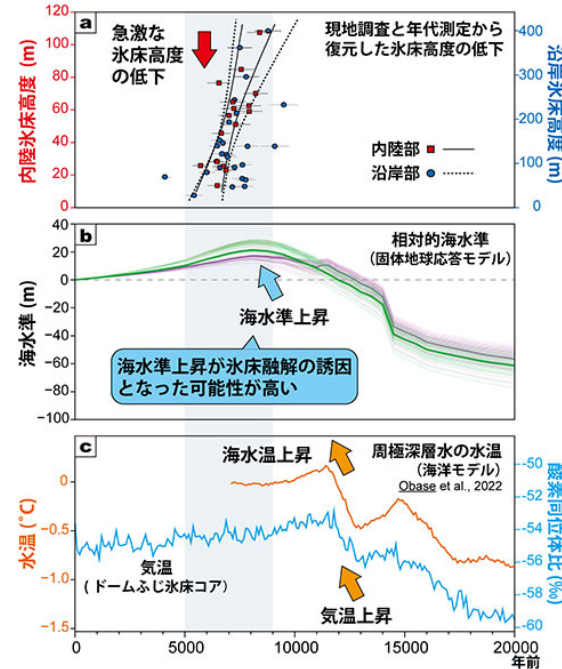 a
急激な
氷床高度
の低下
現地調査と年代測定から
復元した氷床高度の低下
内陸氷床高度 (m)
120
100
80
60
40
20
0
沿岸氷床高度 (m)
400
300
200
100
0
内陸部
沿岸部
b
相対的海水準
(固体地球応答モデル)
海水準 (m)
40
20
0
−20
−40
−60
−80
−100
海水準上昇
海水準上昇が氷床融解の誘因
となった可能性が高い
c
海水温上昇
周極深層水の水温
(海洋モデル)
Obase et al., 2022
水温 (℃)
0
−0.5
−1.0
−1.5
酸素同位体比 (‰)
-50
-52
-54
-56
-58
-60
気温
(ドームふじ氷床コア)
気温上昇
0
5000
10000
15000
20000
年前